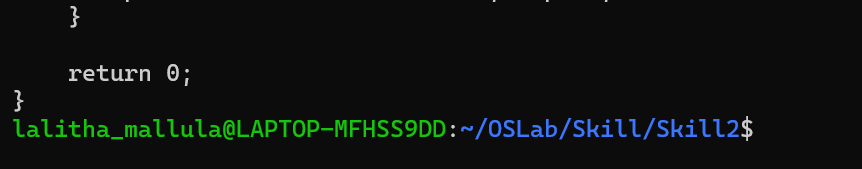 }
return 0;
}
lalitha_mallula@LAPTOP-MFHSS9DD:~/OSLab/Skill/Skill2$